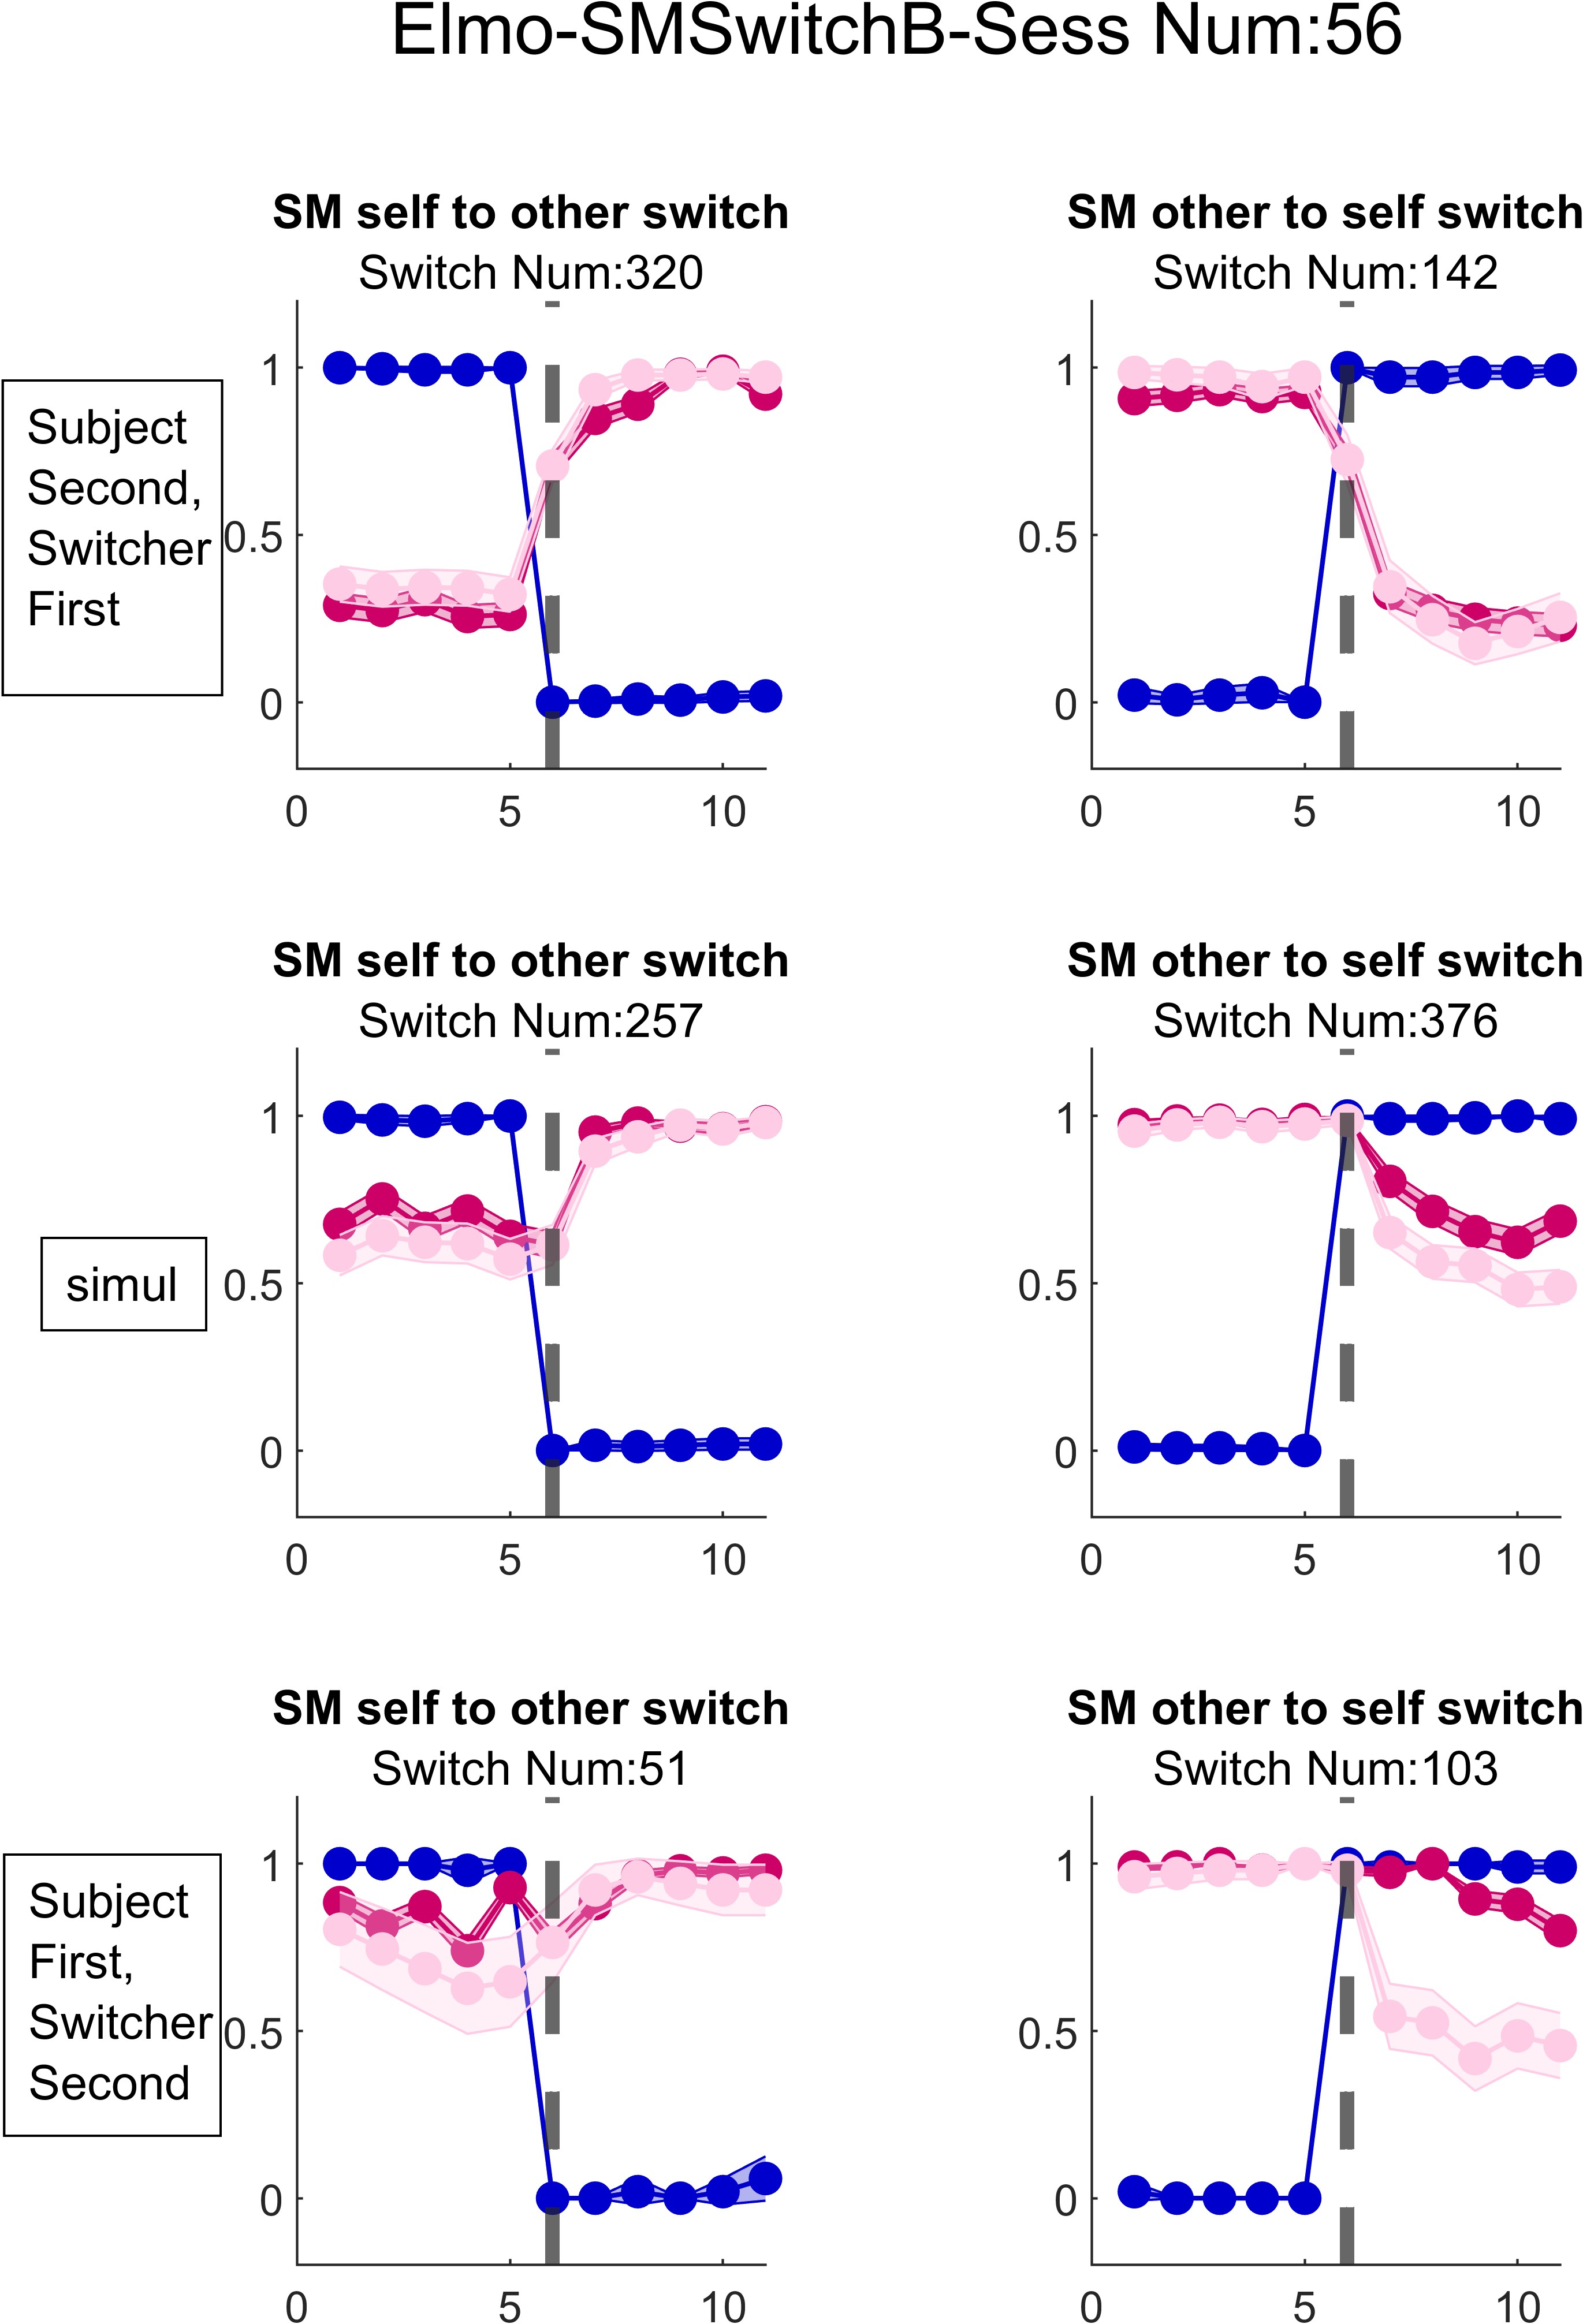 Elmo-SMSwitchB-Sess Num:56
SM self to other switch
Switch Num:320
SM other to self switch
Switch Num:142
Subject
Second,
Switcher
First
1
0.5
0
0
5
10
1
0.5
0
0
5
10
SM self to other switch
Switch Num:257
SM other to self switch
Switch Num:376
simul
1
0.5
0
0
5
10
1
0.5
0
0
5
10
SM self to other switch
Switch Num:51
SM other to self switch
Switch Num:103
Subject
First,
Switcher
Second
1
0.5
0
0
5
10
1
0.5
0
0
5
10